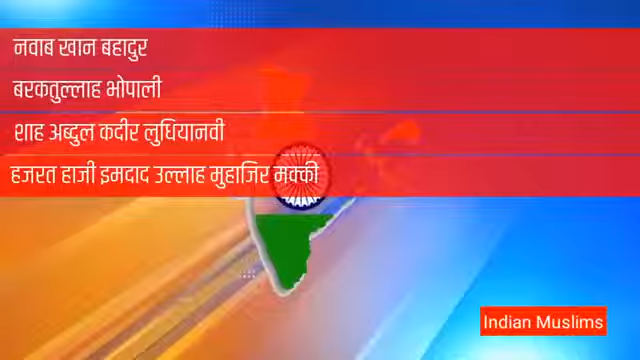 नवाब खान बहादुर
बरकतुल्लाह भोपाली
शाह अब्दुल कदीर लुधियानवी
हजरत हाजी इमदाद उल्लाह मुहाजिर मक्की
Indian Muslims